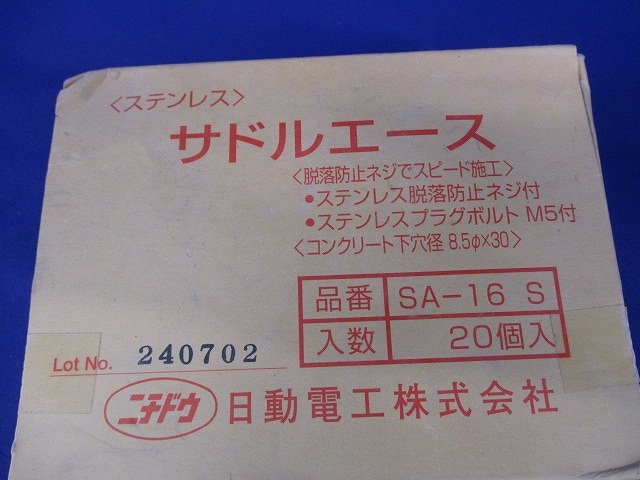 〈ステンレス〉
サドルエース
〈脱落防止ネジでスピード施工〉
●ステンレス脱落防止ネジ付
●ステンレスプラグボルト M5付
〈コンクリート下穴径 8.5φ×30〉
品番 SA-16 S
入数 20個入
Lot No. 240702
ニチドウ 日動電工株式会社